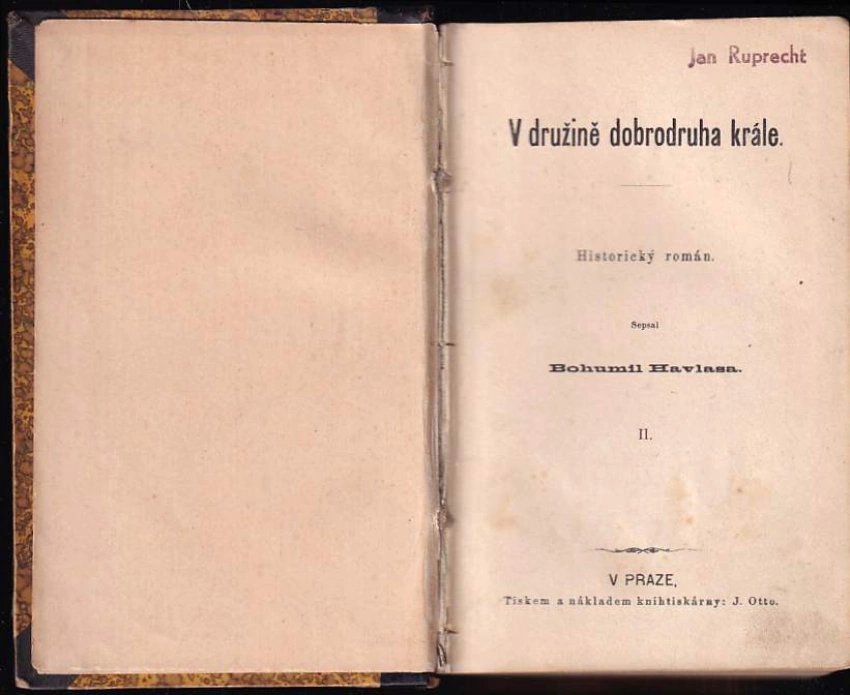 Jan Ruprecht
V družině dobrodruha krále.
Historický román.
Sepsal
Bohumil Havlasa.
II.
V PRAZE,
Tiskem a nákladem knihtiskárny: J. Otto.